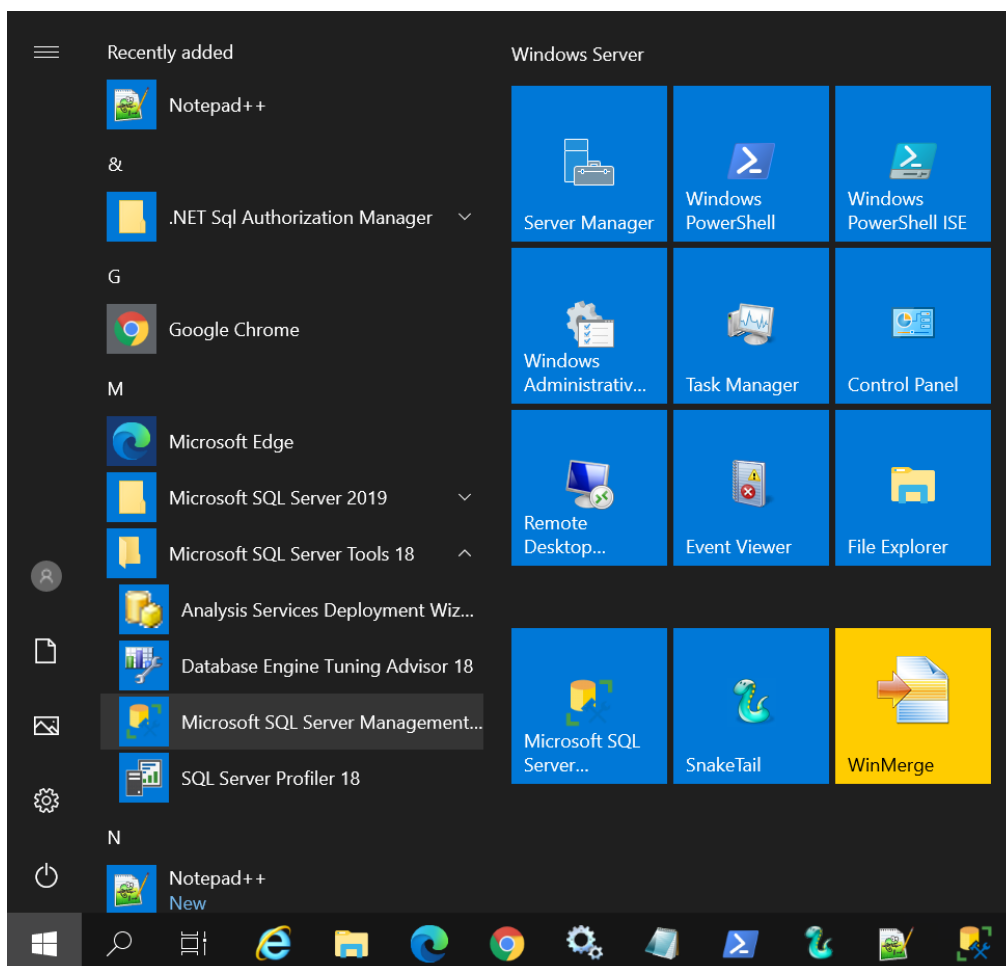 Recently added
Notepad++
&
.NET Sql Authorization Manager
G
Google Chrome
M
Microsoft Edge
Microsoft SQL Server 2019
Microsoft SQL Server Tools 18
Analysis Services Deployment Wiz...
Database Engine Tuning Advisor 18
Microsoft SQL Server Management...
SQL Server Profiler 18
N
Notepad++
New
Windows Server
Server Manager
Windows
PowerShell
Windows
PowerShell ISE
Windows
Administrativ...
Task Manager
Control Panel
Remote
Desktop...
Event Viewer
File Explorer
Microsoft SQL
Server...
SnakeTail
WinMerge